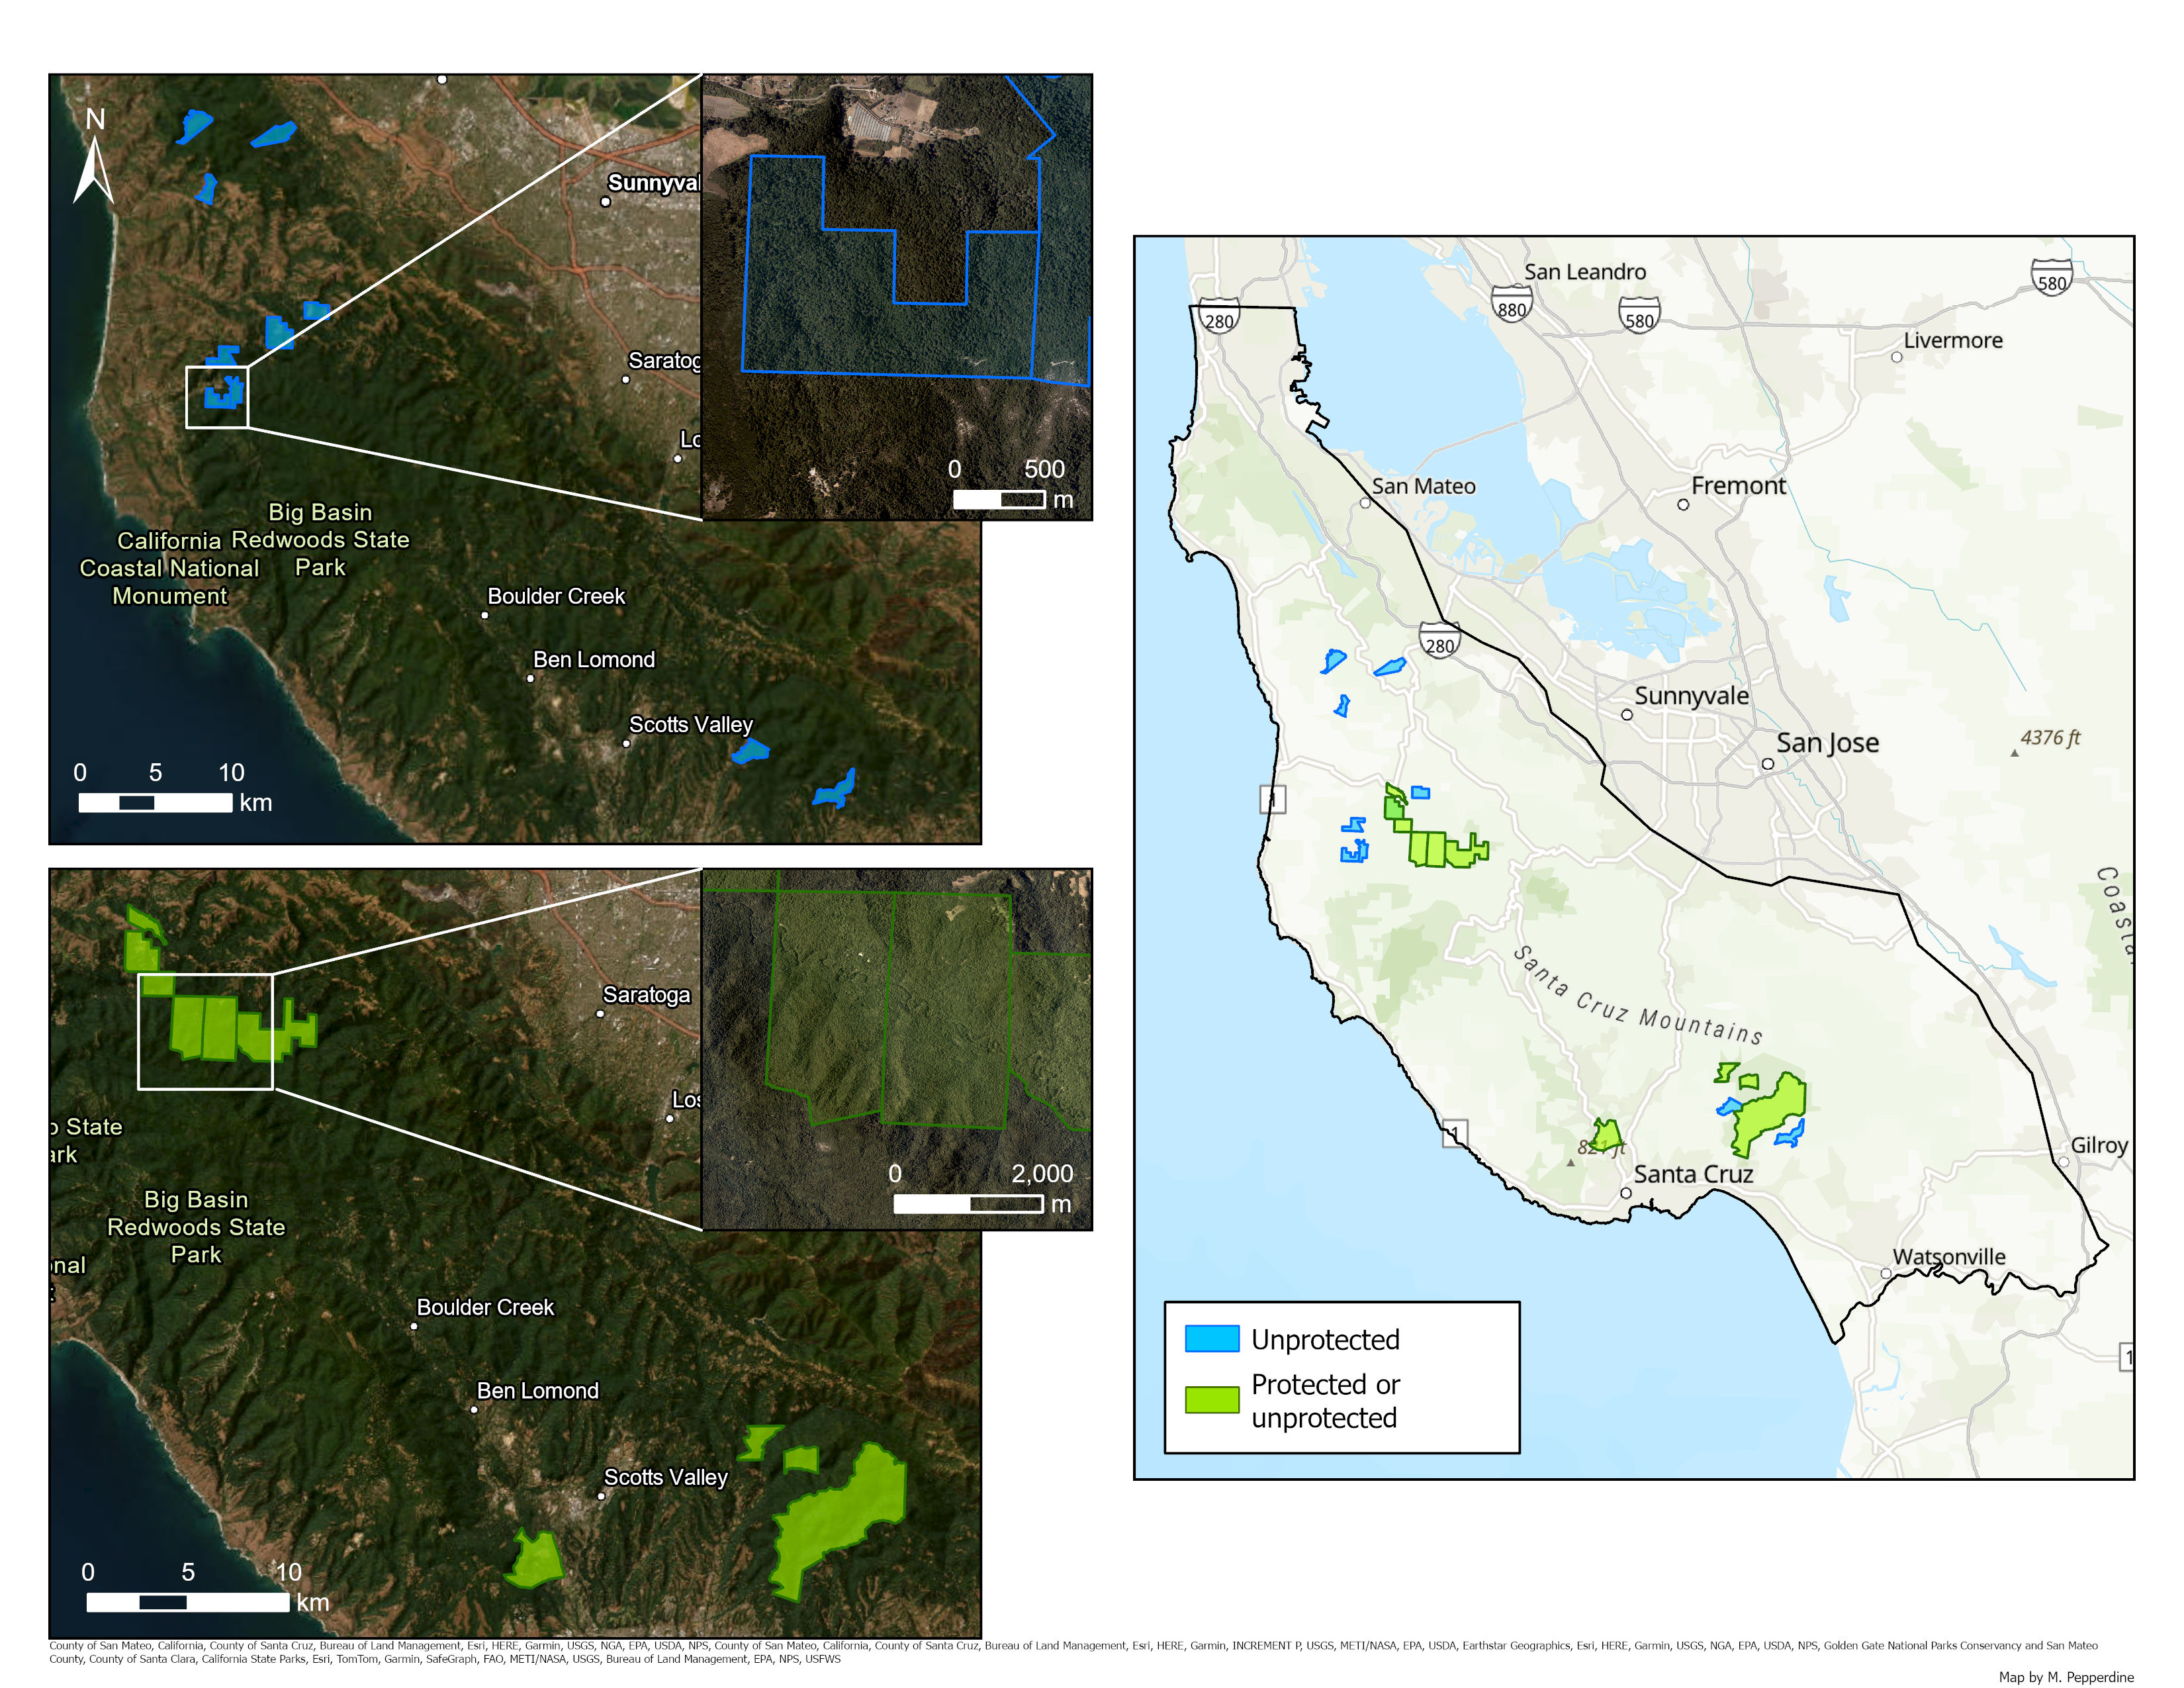 N
Sunnyval
Saratog
Lo
0 500
m
Big Basin
Redwoods State
Park
California
Coastal National
Monument
Boulder Creek
Ben Lomond
Scotts Valley
0 5 10
km
Saratoga
Los
o State
ark
Big Basin
Redwoods State
Park
onal
Boulder Creek
Ben Lomond
Scotts Valley
0 2,000
m
0 5 10
km
San Leandro
280
880
580
580
Livermore
San Mateo
Fremont
280
Sunnyvale
San Jose
4376 ft
1
Coasta
Santa Cruz Mountains
1
821 ft
Santa Cruz
Gilroy
Watsonville
1
Unprotected
Protected or
unprotected
County of San Mateo, California, County of Santa Cruz, Bureau of Land Management, Esri, HERE, Garmin, USGS, NGA, EPA, USDA, NPS, County of San Mateo, California, County of Santa Cruz, Bureau of Land Management, Esri, HERE, Garmin, INCREMENT P, USGS, METI/NASA, EPA, USDA, Earthstar Geographics, Esri, HERE, Garmin, USGS, NGA, EPA, USDA, NPS, Golden Gate National Parks Conservancy and San Mateo
County, County of Santa Clara, California State Parks, Esri, TomTom, Garmin, SafeGraph, FAO, METI/NASA, USGS, Bureau of Land Management, EPA, NPS, USFWS
Map by M. Pepperdine